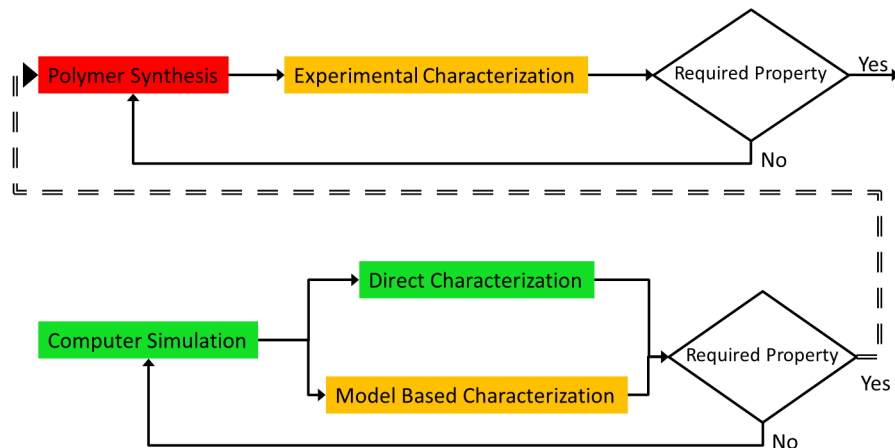 Polymer Synthesis
Experimental Characterization
Required Property
Yes
No
Direct Characterization
Computer Simulation
Required Property
Model Based Characterization
Yes
No